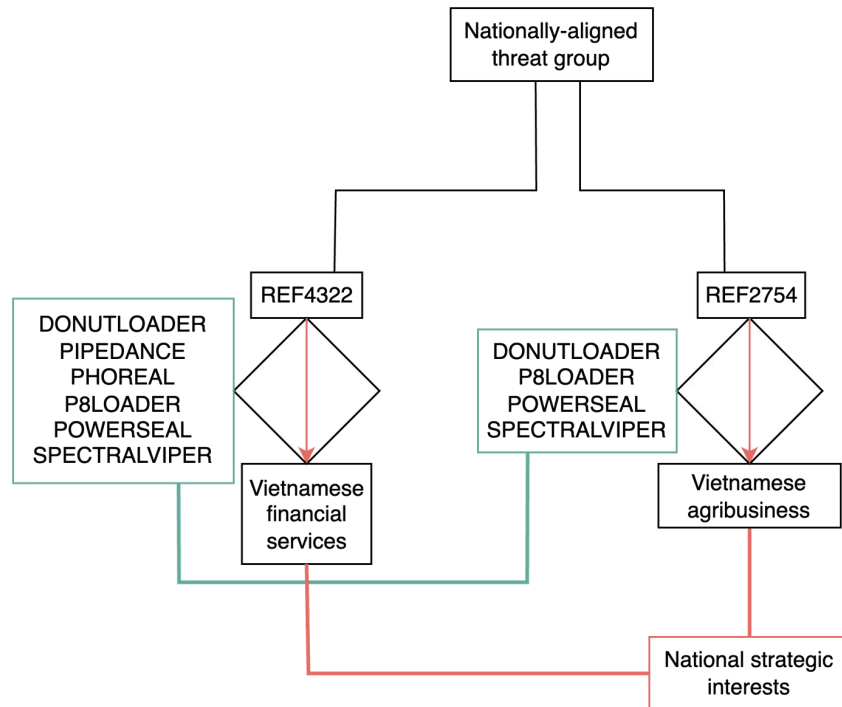 Nationally-aligned
threat group
REF4322
REF2754
DONUTLOADER
PIPEDANCE
PHOREAL
P8LOADER
POWERSEAL
SPECTRALVIPER
DONUTLOADER
P8LOADER
POWERSEAL
SPECTRALVIPER
Vietnamese
financial
services
Vietnamese
agribusiness
National strategic
interests